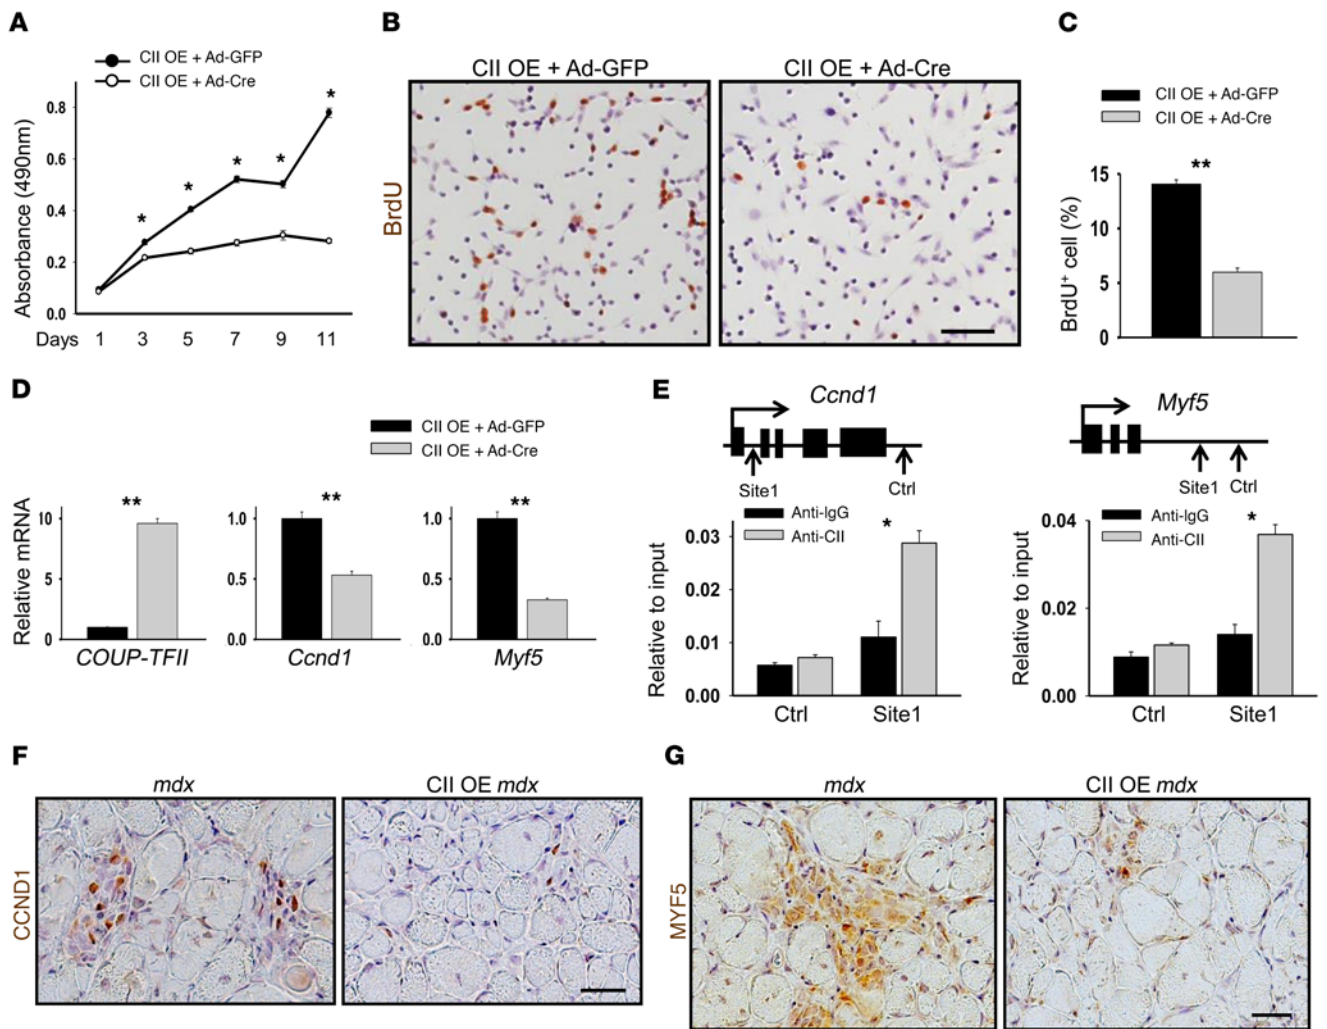 A
CII OE + Ad-GFP
CII OE + Ad-Cre
Absorbance (490nm)
0.8
0.6
0.4
0.2
0.0
* * * * * *
Days 1 3 5 7 9 11
B
CII OE + Ad-GFP CII OE + Ad-Cre
BrdU
C
CII OE + Ad-GFP
CII OE + Ad-Cre
BrdU+ cell (%)
15
10
5
0
**
D
CII OE + Ad-GFP
CII OE + Ad-Cre
Relative mRNA
10
5
0
**
COUP-TFII
1.0
0.5
0.0
**
Ccnd1
1.0
0.5
0.0
**
Myf5
E
Ccnd1
Site1 Ctrl
Anti-IgG
Anti-CII
Relative to input
0.03
0.02
0.01
0.00
*
Ctrl Site1
Myf5
Site1 Ctrl
Anti-IgG
Anti-CII
Relative to input
0.04
0.02
0.00
*
Ctrl Site1
F
mdx CII OE mdx
CCND1
G
mdx CII OE mdx
MYF5